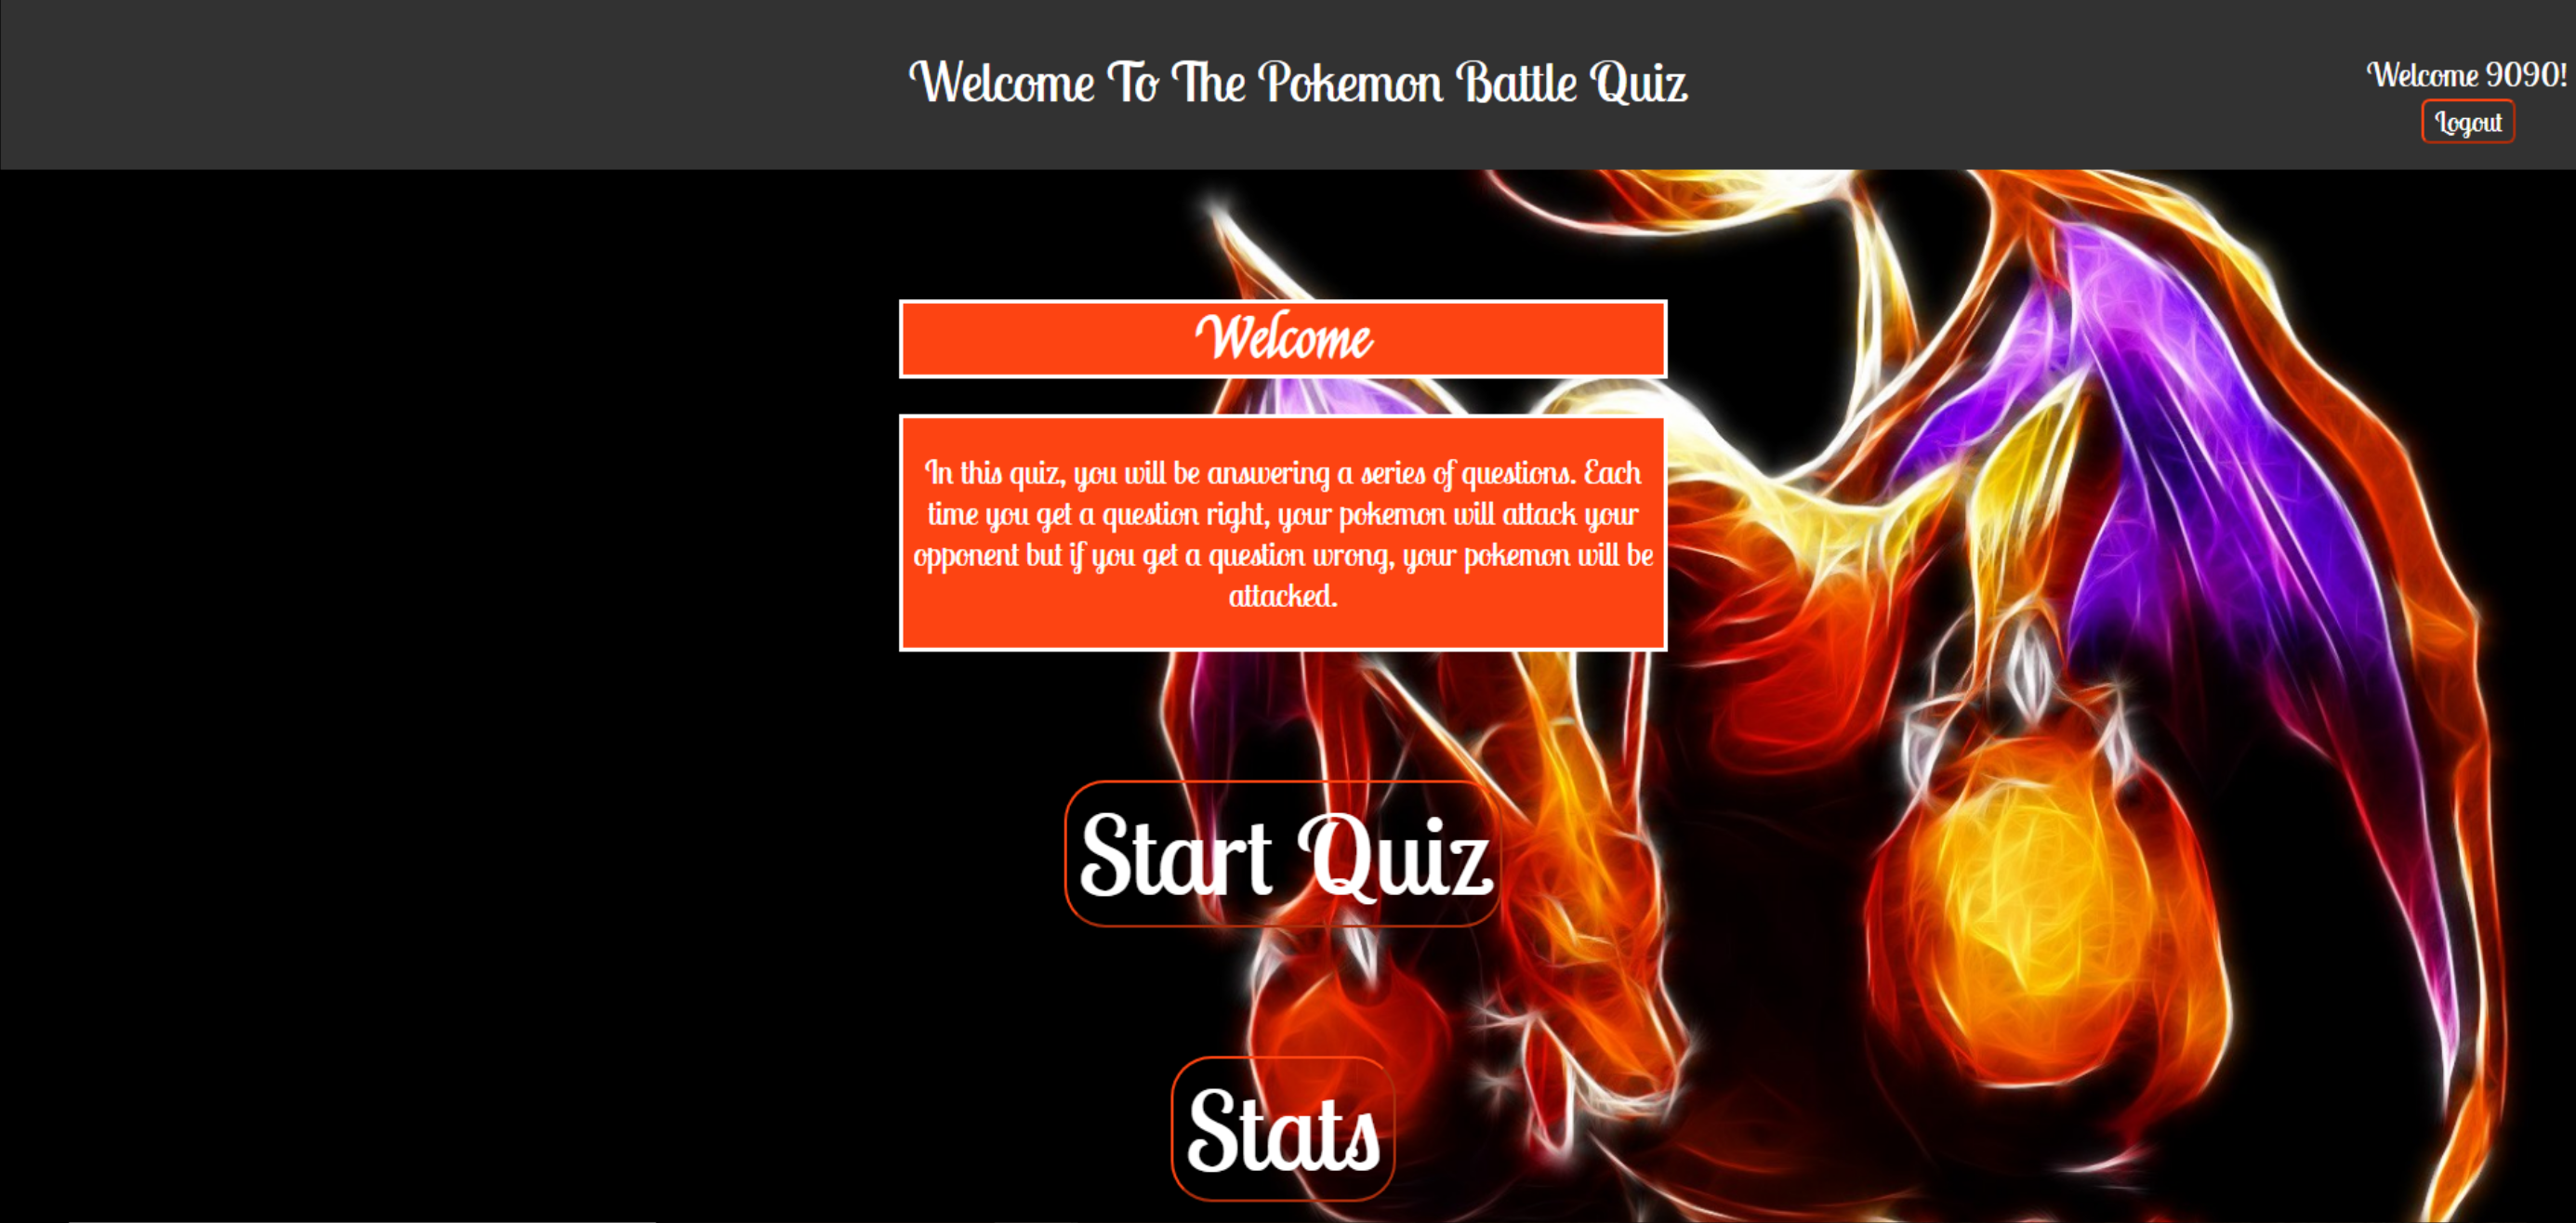 Welcome To The Pokemon Battle Quiz
Welcome 9090!
Logout
Welcome
In this quiz, you will be answering a series of questions. Each
time you get a question right, your pokemon will attack your
opponent but if you get a question wrong, your pokemon will be
attacked.
Start Quiz
Stats